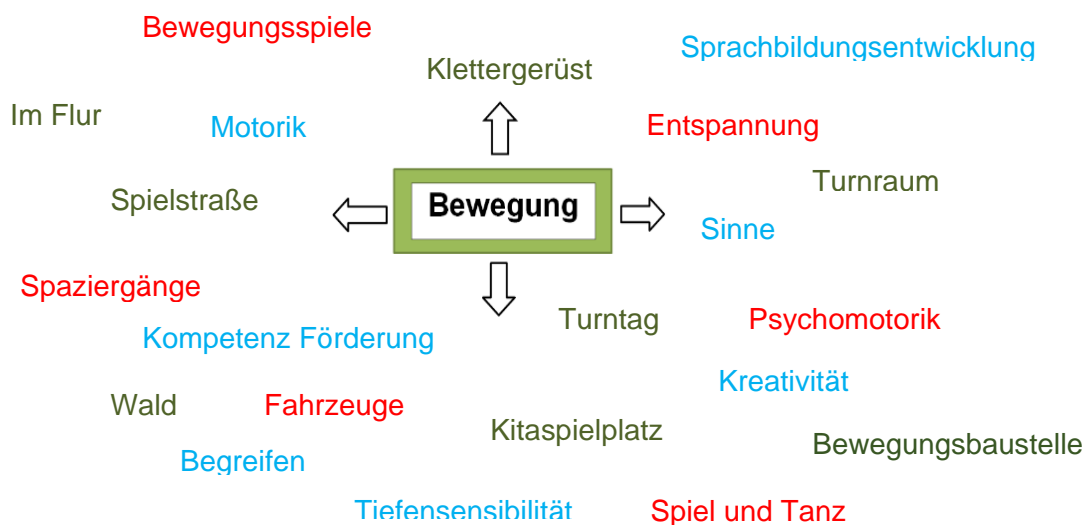 Bewegungsspiele
Sprachbildungsentwicklung
Klettergerüst
Im Flur
Motorik
Entspannung
Turnraum
Spielstraße
Bewegung
Sinne
Spaziergänge
Turntag
Psychomotorik
Kompetenz Förderung
Kreativität
Wald
Fahrzeuge
Kitaspielplatz
Bewegungsbaustelle
Begreifen
Tiefensensibilität
Spiel und Tanz